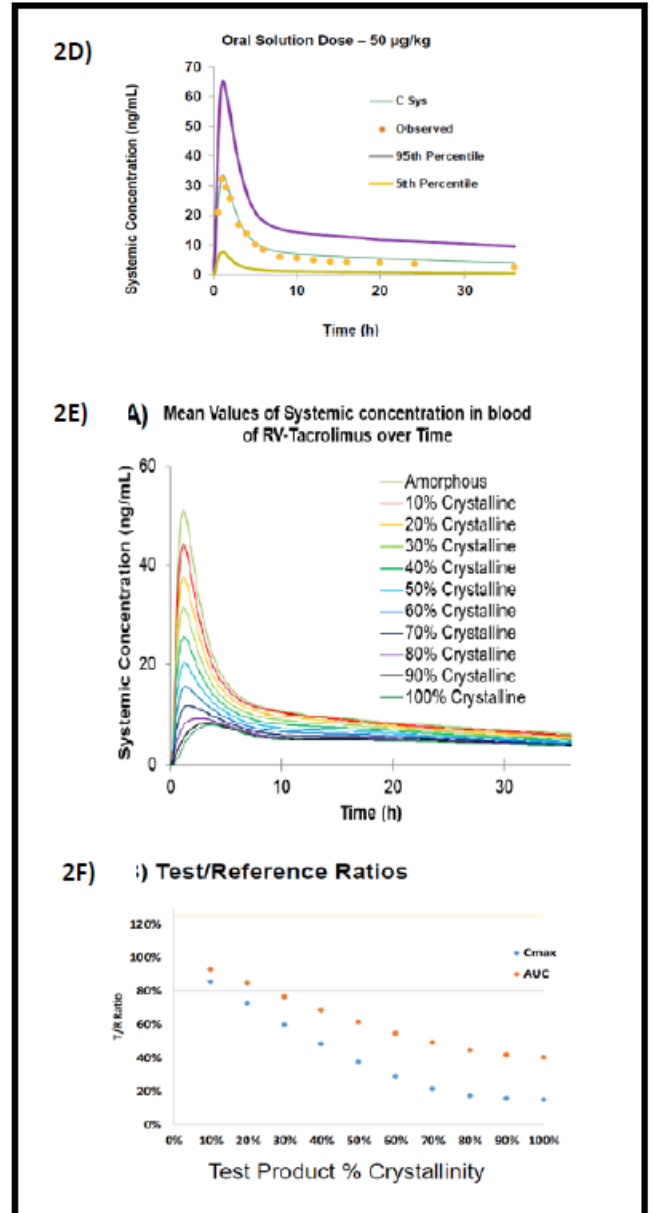 2D)
Oral Solution Dose – 50 µg/kg
Systemic Concentration (ng/mL)
70
60
50
40
30
20
10
0
C Sys
Observed
95th Percentile
5th Percentile
0 10 20 30
Time (h)
2E)
A) Mean Values of Systemic concentration in blood
of RV-Tacrolimus over Time
Systemic Concentration (ng/mL)
60
40
20
0
Amorphous
10% Crystalline
20% Crystalline
30% Crystalline
40% Crystalline
50% Crystalline
60% Crystalline
70% Crystalline
80% Crystalline
90% Crystalline
100% Crystalline
0 10 20 30
Time (h)
2F)
) Test/Reference Ratios
T/R Ratio
120%
100%
80%
60%
40%
20%
0%
Cmax
AUC
0% 10% 20% 30% 40% 50% 60% 70% 80% 90% 100%
Test Product % Crystallinity